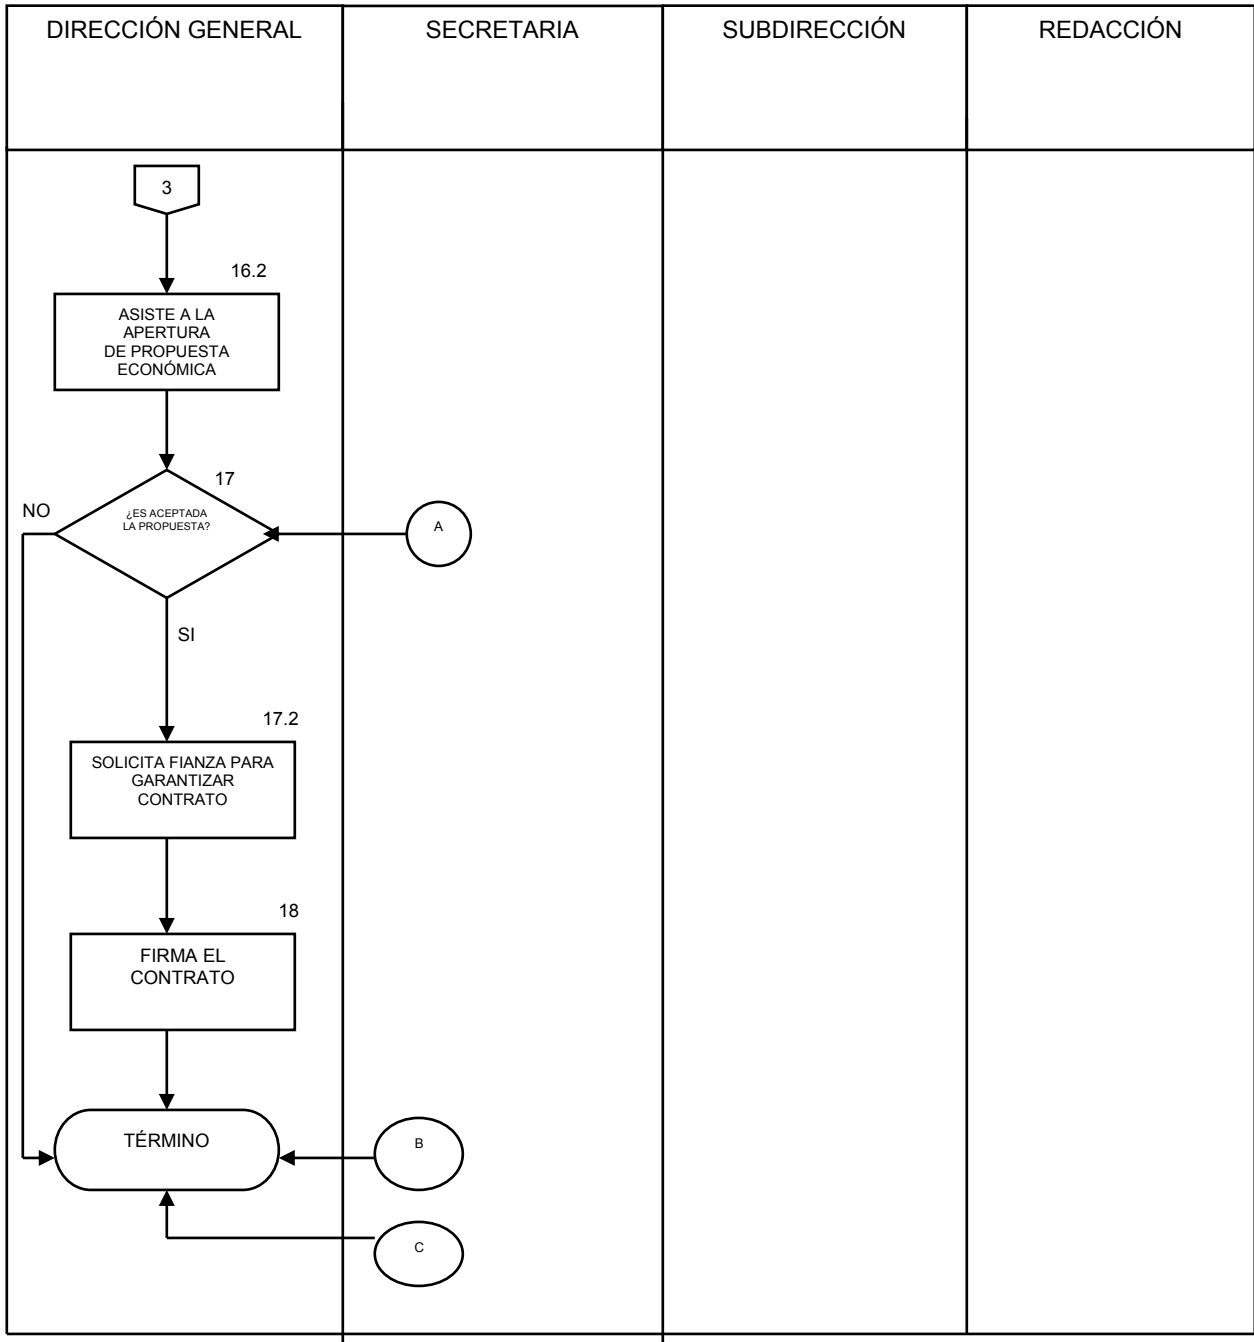 DIRECCIÓN GENERAL
SECRETARIA
SUBDIRECCIÓN
REDACCIÓN
3
16.2
ASISTE A LA
APERTURA
DE PROPUESTA
ECONÓMICA
17
NO
¿ES ACEPTADA
LA PROPUESTA?
A
SI
17.2
SOLICITA FIANZA PARA
GARANTIZAR
CONTRATO
18
FIRMA EL
CONTRATO
TÉRMINO
B
C